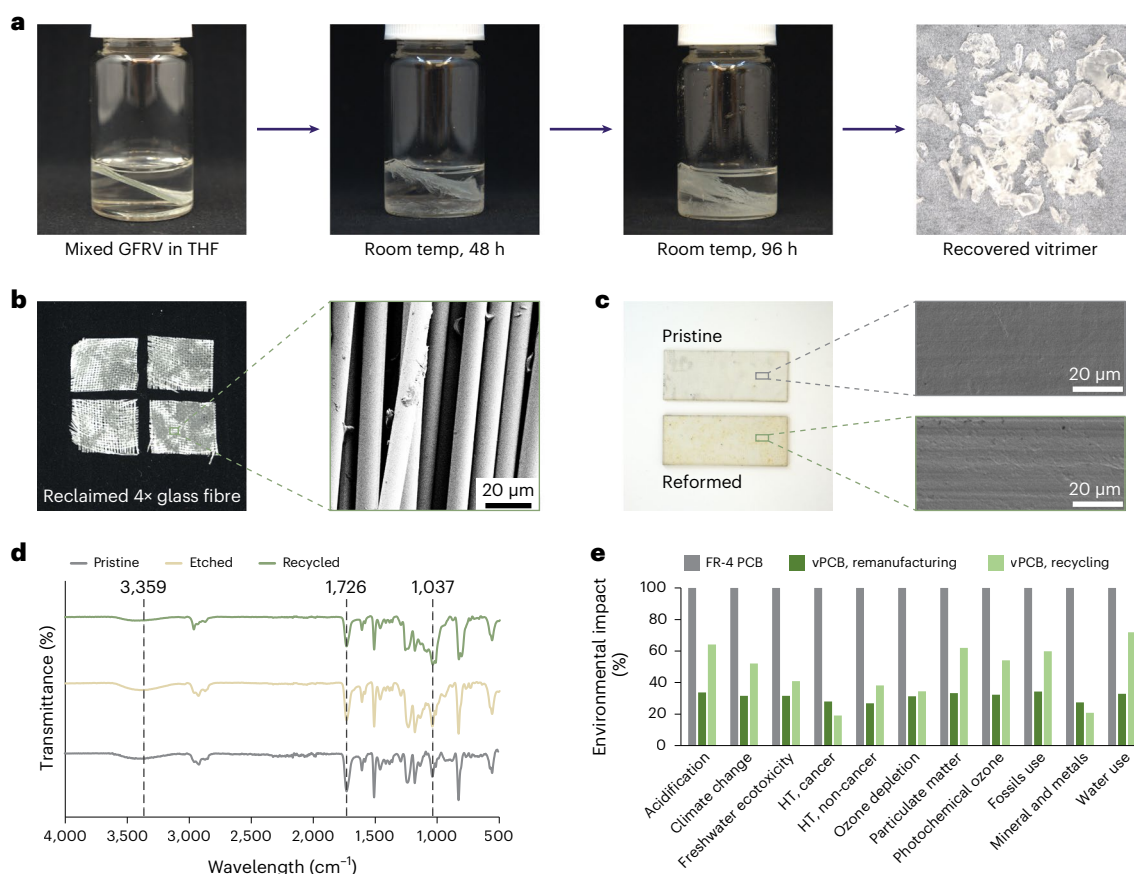 a
Mixed GFRV in THF
Room temp, 48 h
Room temp, 96 h
Recovered vitrimer
b
Reclaimed 4× glass fibre
20 µm
c
Pristine
Reformed
20 µm
20 µm
d
Pristine
Etched
Recycled
3,359
1,726
1,037
Transmittance (%)
4,000
3,500
3,000
2,500
2,000
1,500
1,000
500
Wavelength (cm⁻¹)
e
FR-4 PCB
vPCB, remanufacturing
vPCB, recycling
Environmental impact
(%)
100
80
60
40
20
0
Acidification
Climate change
Freshwater ecotoxicity
HT, cancer
HT, non-cancer
Ozone depletion
Particulate matter
Photochemical ozone
Fossils use
Mineral and metals
Water use